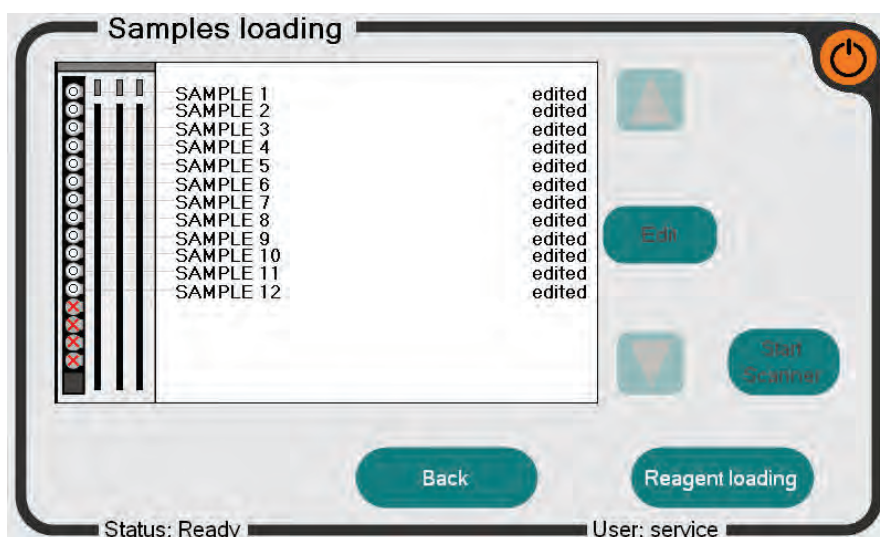 Samples loading
SAMPLE 1 edited
SAMPLE 2 edited
SAMPLE 3 edited
SAMPLE 4 edited
SAMPLE 5 edited
SAMPLE 6 edited
SAMPLE 7 edited
SAMPLE 8 edited
SAMPLE 9 edited
SAMPLE 10 edited
SAMPLE 11 edited
SAMPLE 12 edited
Edit
Start
Scanner
Back
Reagent loading
Status: Ready
User: service